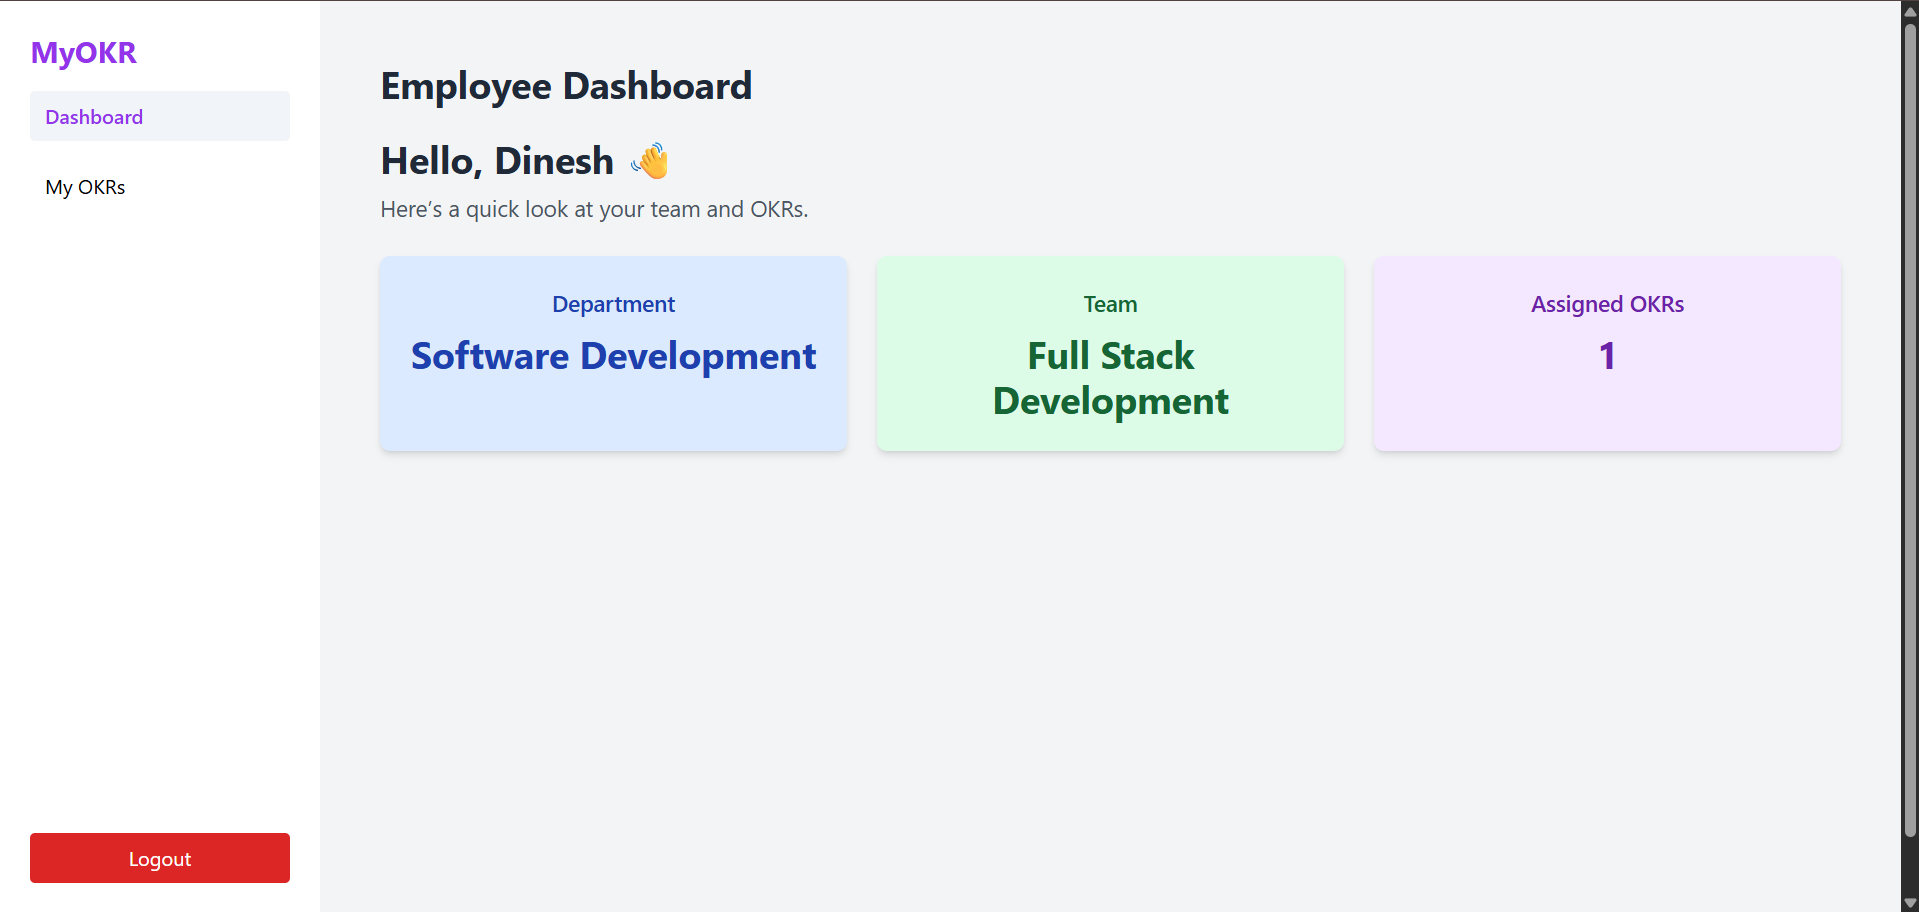 MyOKR
Dashboard
My OKRs
Logout
Employee Dashboard
Hello, Dinesh 👋
Here’s a quick look at your team and OKRs.
Department
Software Development
Team
Full Stack
Development
Assigned OKRs
1